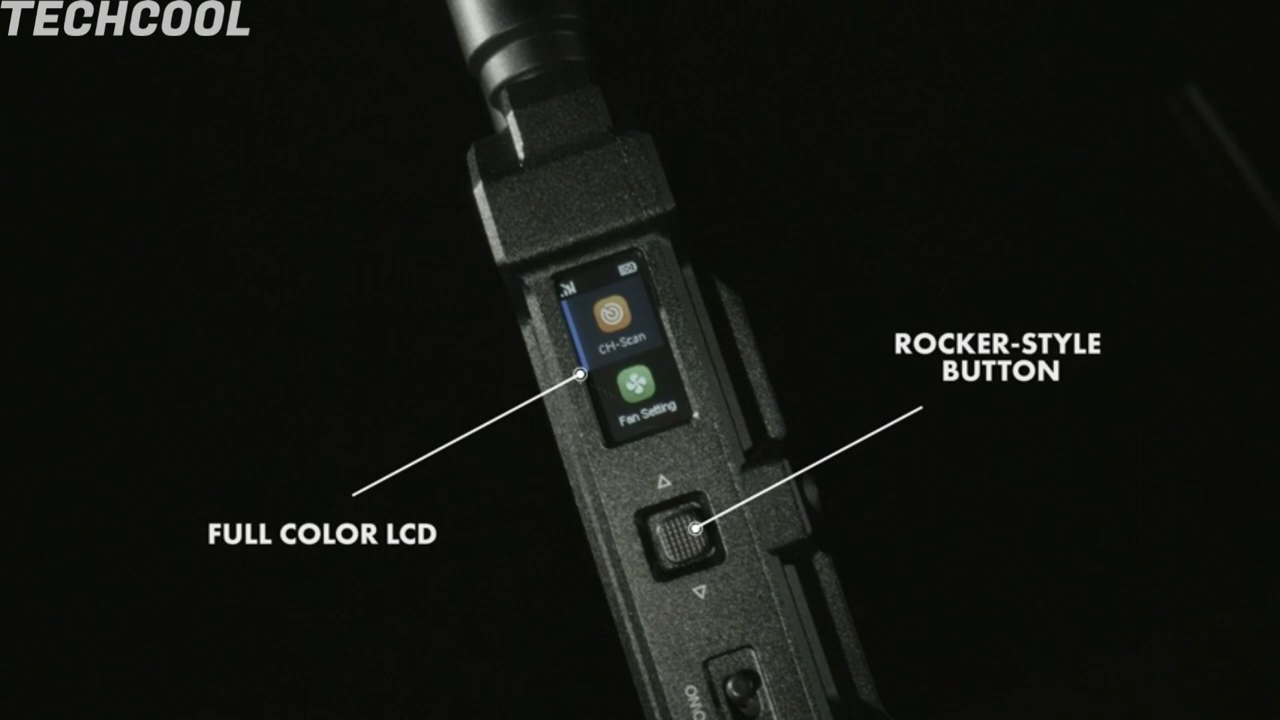 TECHCOOL
CH-Scan
Fan Setting
ROCKER-STYLE
BUTTON
FULL COLOR LCD